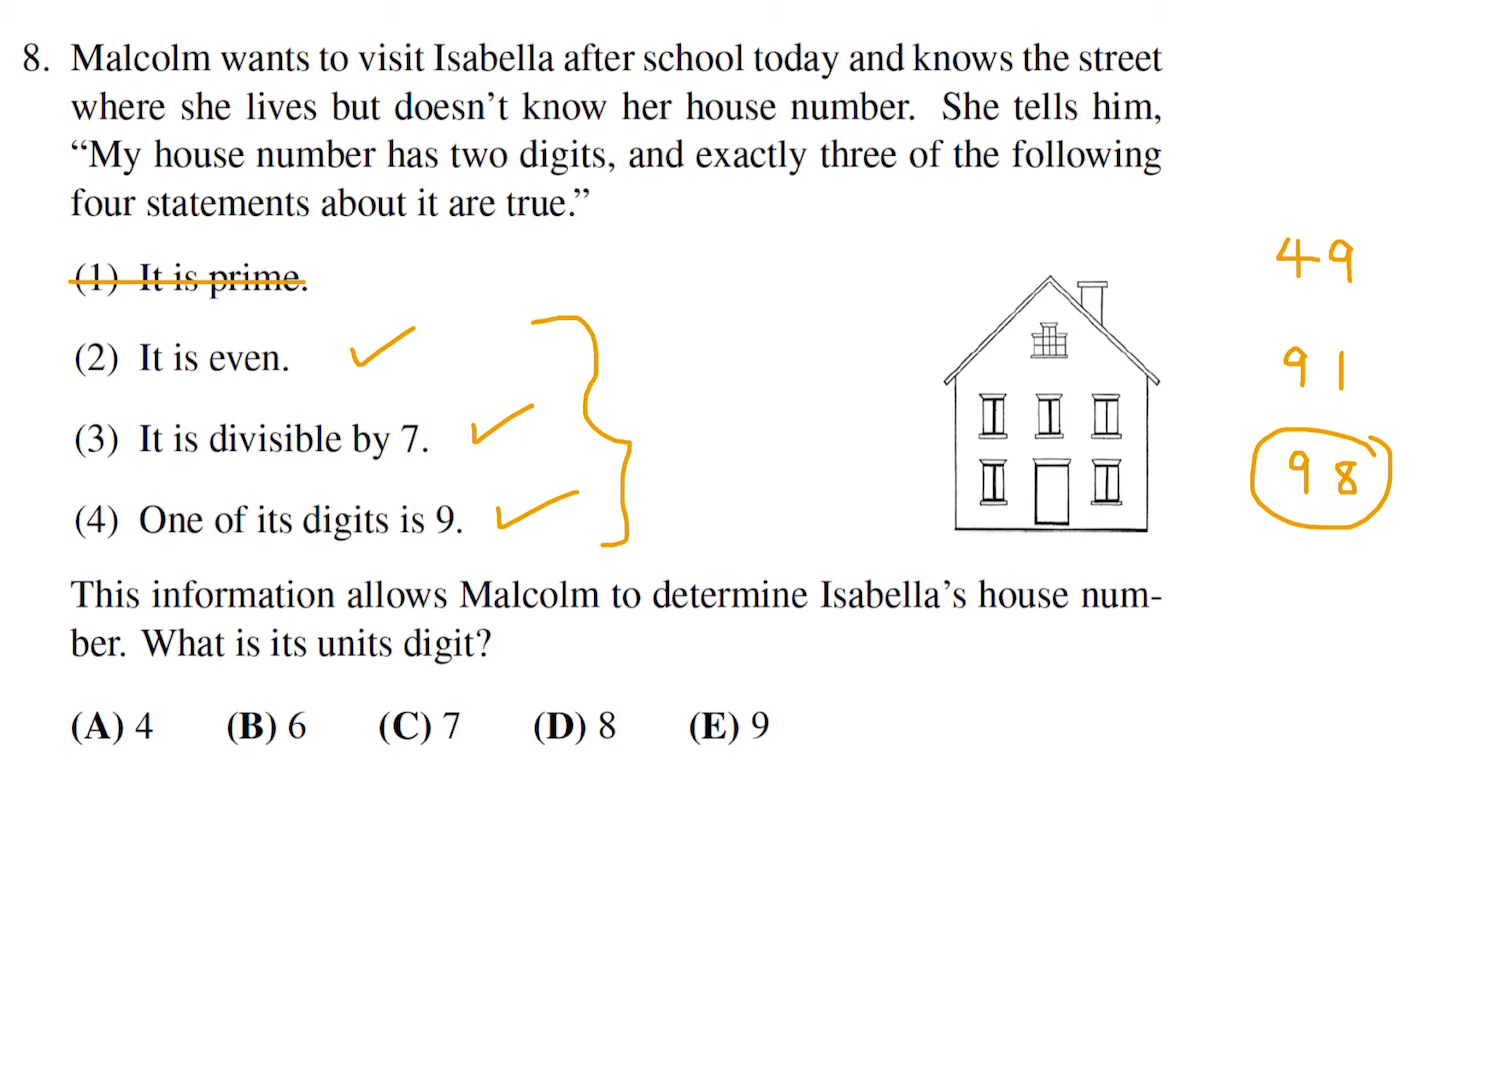 8. Malcolm wants to visit Isabella after school today and knows the street
where she lives but doesn’t know her house number. She tells him,
“My house number has two digits, and exactly three of the following
four statements about it are true.”
(1) It is prime.
(2) It is even.
(3) It is divisible by 7.
(4) One of its digits is 9.
49
91
98
This information allows Malcolm to determine Isabella’s house num-
ber. What is its units digit?
(A) 4 (B) 6 (C) 7 (D) 8 (E) 9